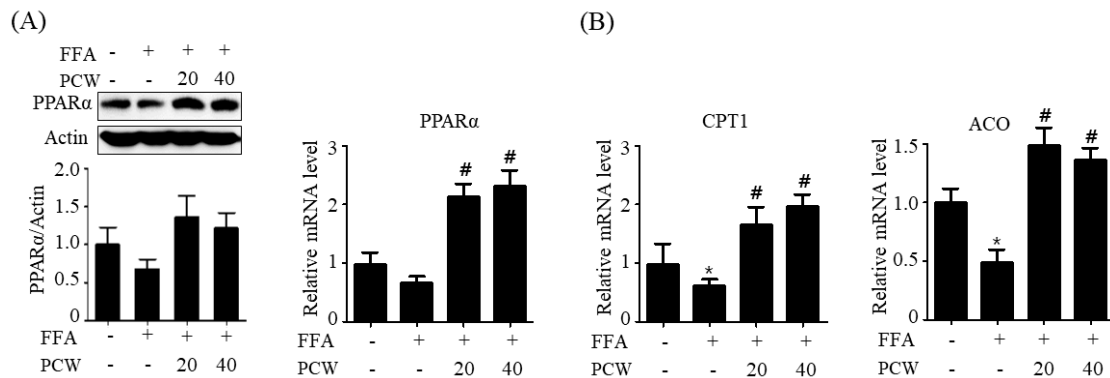 (A)
(B)
FFA - + + +
PCW - - 20 40
PPARα
Actin
PPARα/Actin
2.0
1.5
1.0
0.5
0.0
FFA - + + +
PCW - - 20 40
PPARα
Relative mRNA level
3
2
1
0
# #
FFA - + + +
PCW - - 20 40
CPT1
Relative mRNA level
3
2
1
0
* # #
FFA - + + +
PCW - - 20 40
ACO
Relative mRNA level
1.5
1.0
0.5
0.0
* # #
FFA - + + +
PCW - - 20 40